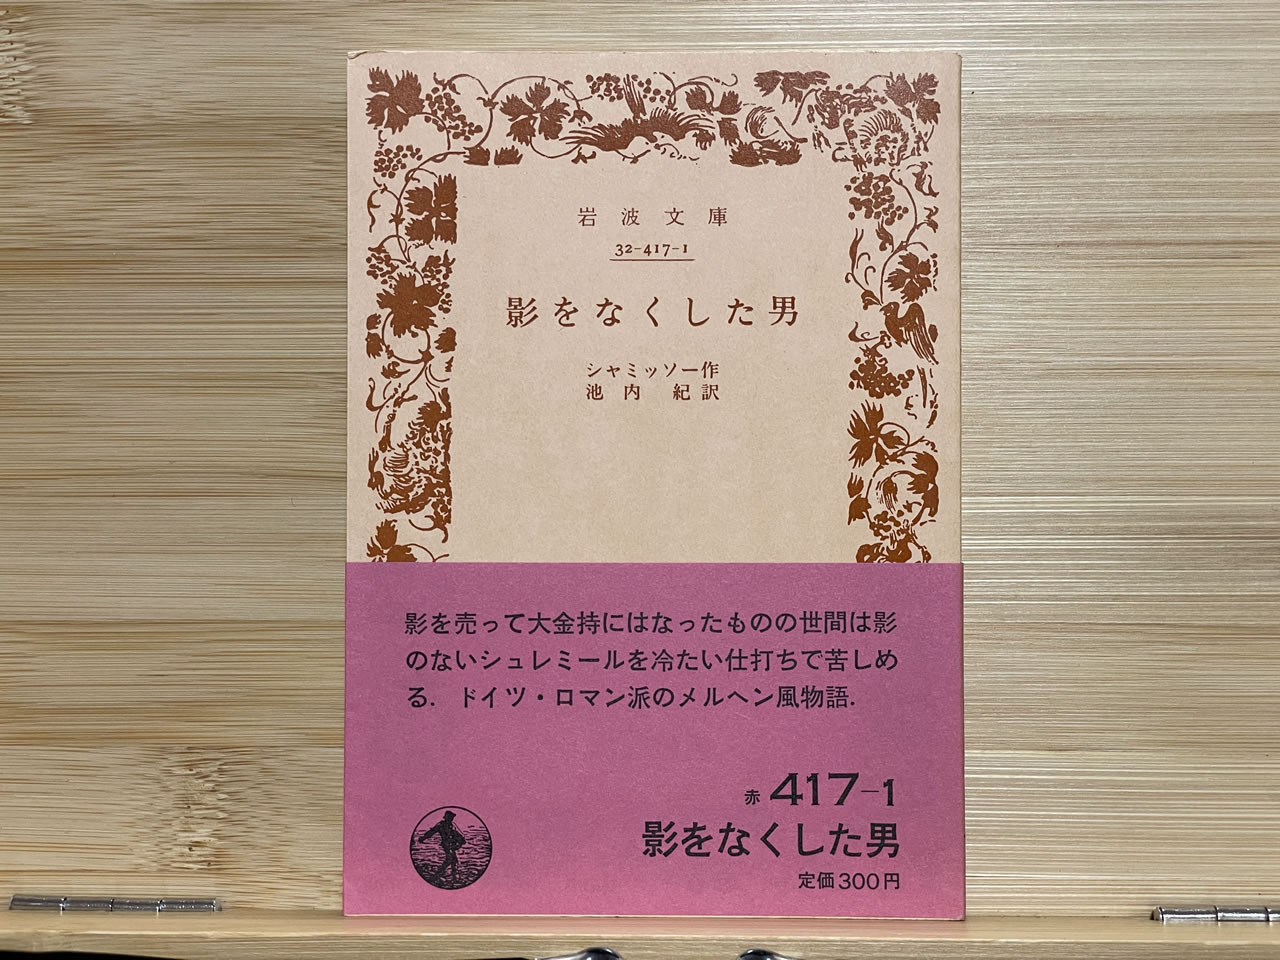 岩波文庫
32-417-1
影をなくした男
シャミッソー作
池内 紀訳
影を売って大金持にはなったものの世間は影
のないシュレミールを冷たい仕打ちで苦しめ
る．ドイツ・ロマン派のメルヘン風物語．
赤 417-1
影をなくした男
定価300円